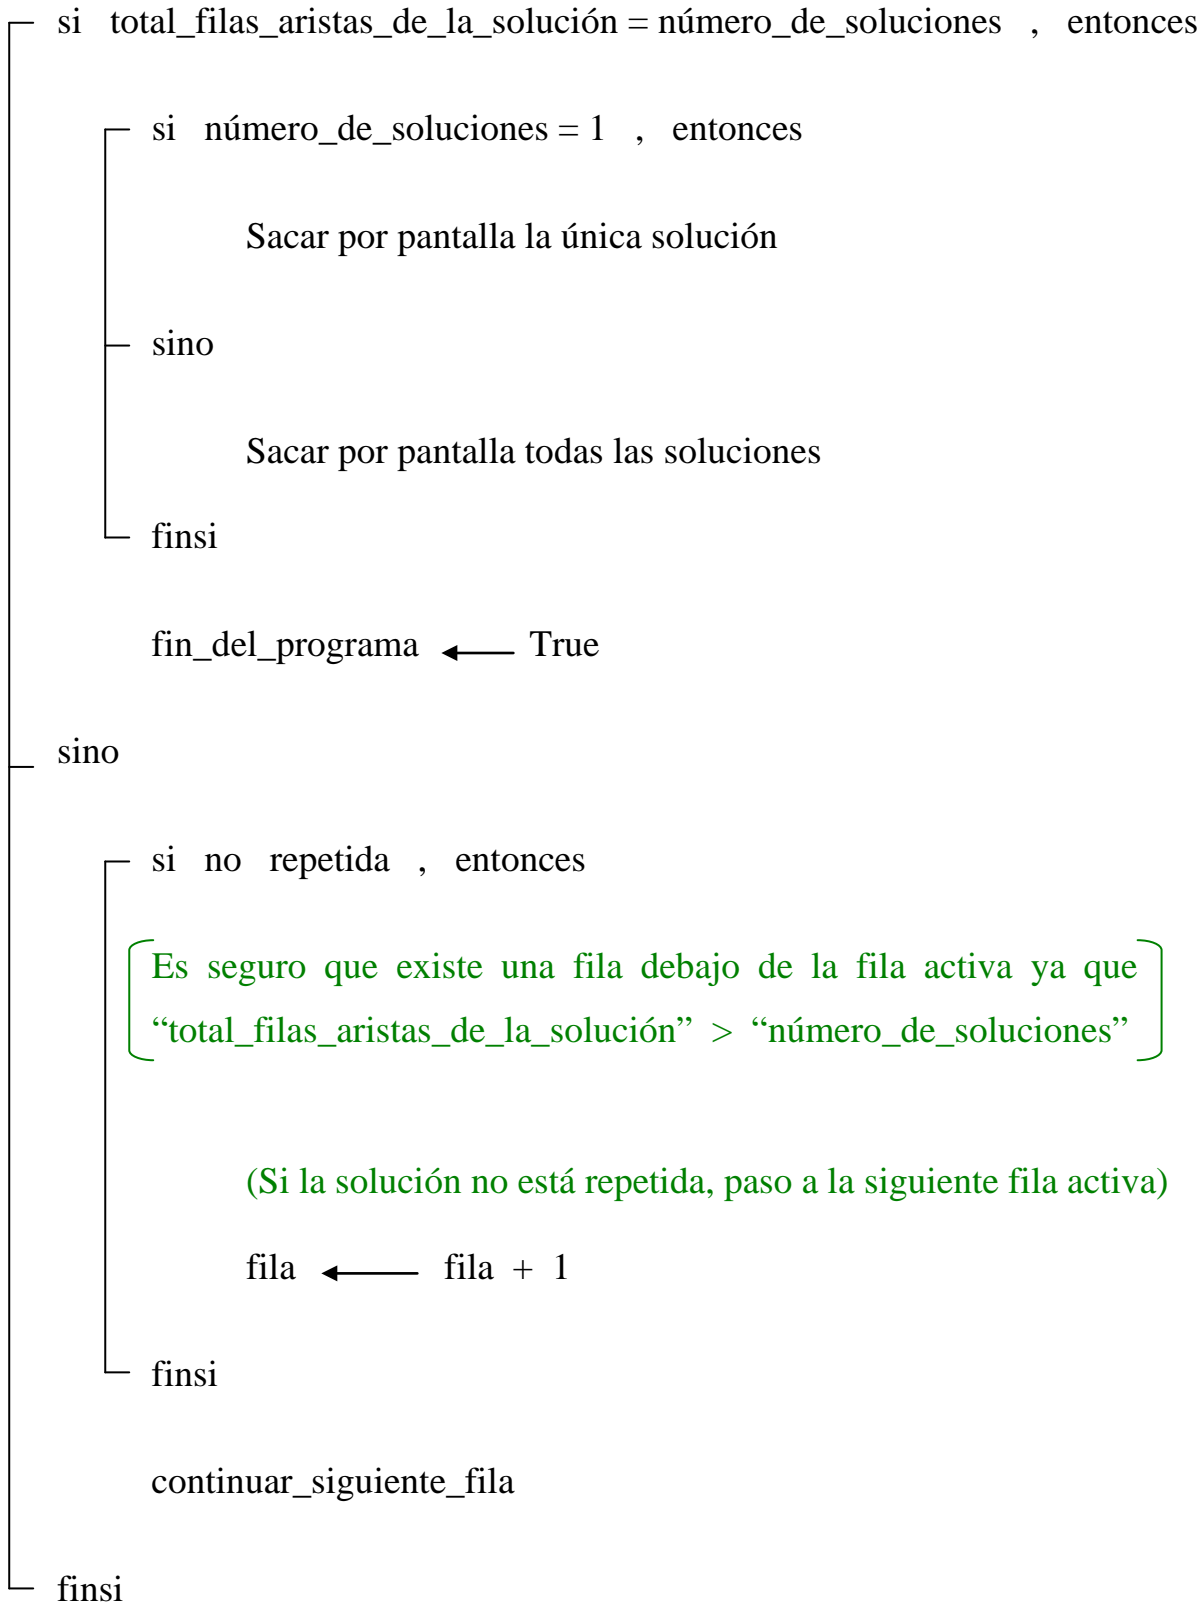 si total_filas_aristas_de_la_solución = número_de_soluciones , entonces
si número_de_soluciones = 1 , entonces
Sacar por pantalla la única solución
sino
Sacar por pantalla todas las soluciones
finsi
fin_del_programa ← True
sino
si no repetida , entonces
Es seguro que existe una fila debajo de la fila activa ya que
“total_filas_aristas_de_la_solución” > “número_de_soluciones”
(Si la solución no está repetida, paso a la siguiente fila activa)
fila ← fila + 1
finsi
continuar_siguiente_fila
finsi